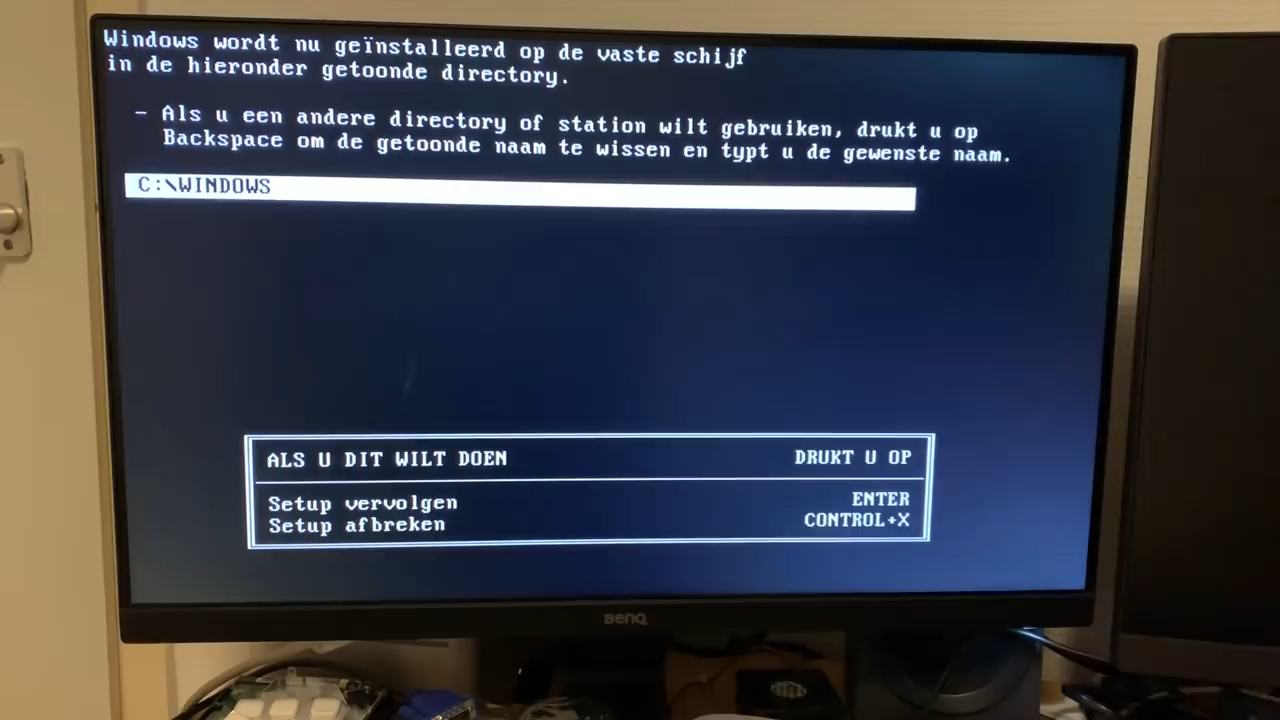 Windows wordt nu geïnstalleerd op de vaste schijf
in de hieronder getoonde directory.
- Als u een andere directory of station wilt gebruiken, drukt u op
Backspace om de getoonde naam te wissen en typt u de gewenste naam.
C:\WINDOWS
ALS U DIT WILT DOEN DRUKT U OP
Setup vervolgen ENTER
Setup afbreken CONTROL+X
BenQ